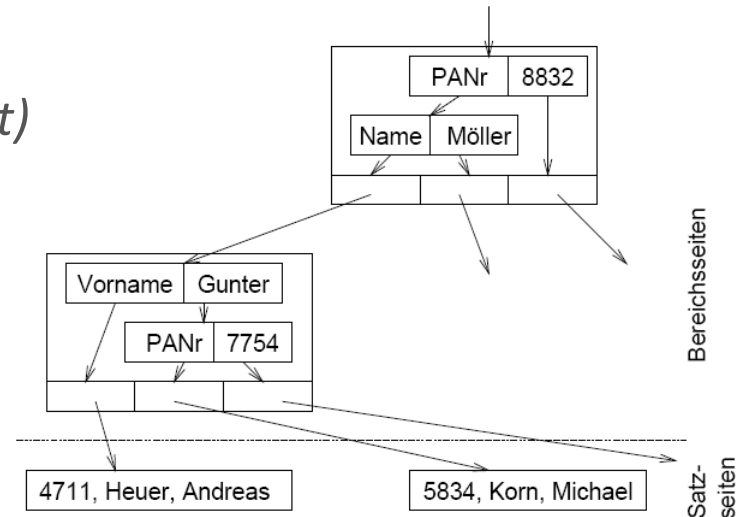 t)
PANr 8832
Name Möller
Bereichsseiten
Vorname Gunter
PANr 7754
4711, Heuer, Andreas
5834, Korn, Michael
Satz-
seiten